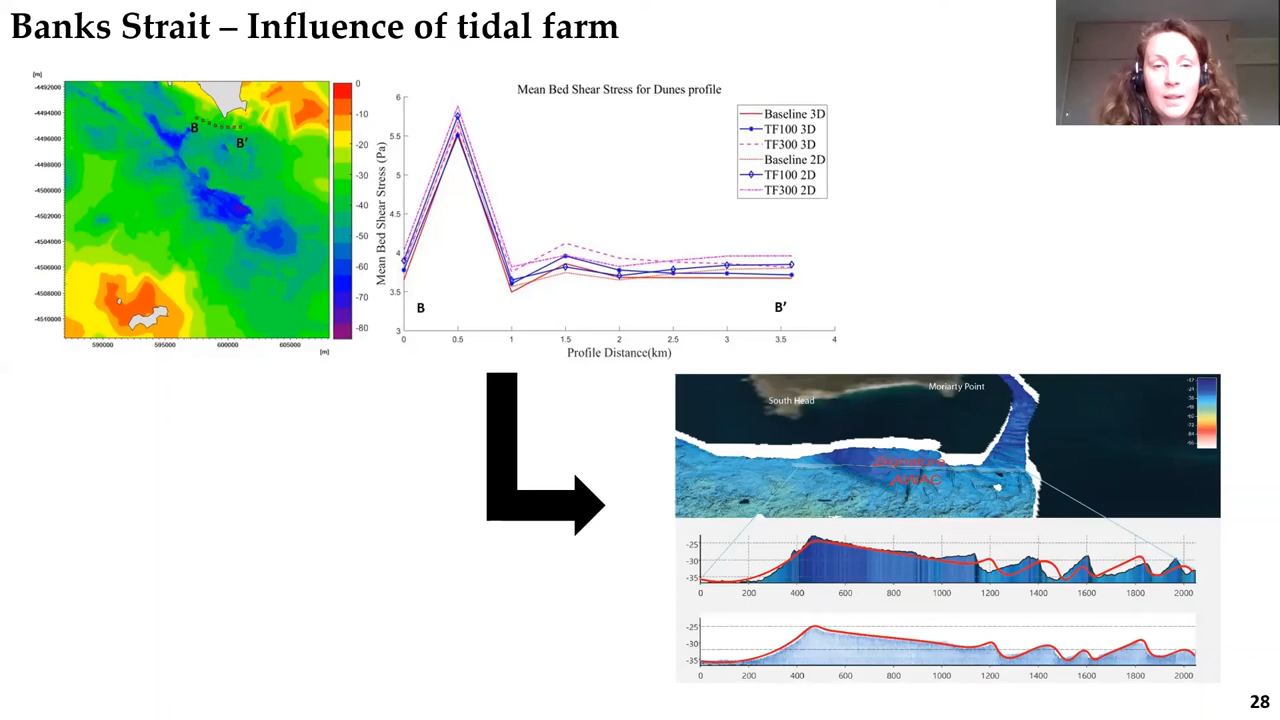 Banks Strait – Influence of tidal farm
[m]
-4492000
-4494000
-4496000
-4498000
-4500000
-4502000
-4504000
-4506000
-4508000
-4510000
590000 595000 600000 605000
[m]
B
B'
0
-10
-20
-30
-40
-50
-60
-70
-80
Mean Bed Shear Stress for Dunes profile
Mean Bed Shear Stress (Pa)
6
5.5
5
4.5
4
3.5
3
Baseline 3D
TF100 3D
TF300 3D
Baseline 2D
TF100 2D
TF300 2D
B B'
0 0.5 1 1.5 2 2.5 3 3.5 4
Profile Distance(km)
Moriarty Point
South Head
Signature
AWAC
-25
-30
-35
0 200 400 600 800 1000 1200 1400 1600 1800 2000
-25
-30
-35
0 200 400 600 800 1000 1200 1400 1600 1800 2000
28